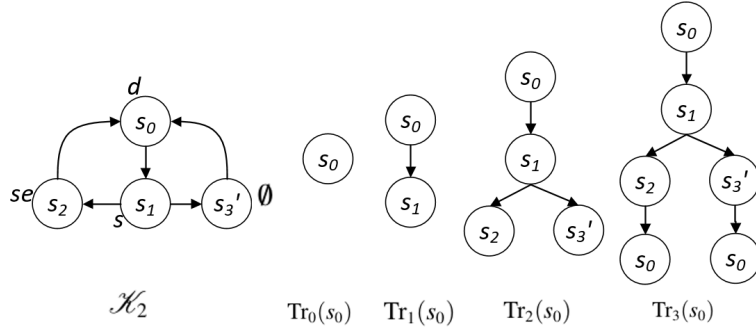 d
s₀
se
s₂
s
s₁
s₃'
∅
𝒦₂
s₀
Tr₀(s₀)
s₀
s₁
Tr₁(s₀)
s₀
s₁
s₂ s₃'
Tr₂(s₀)
s₀
s₁
s₂ s₃'
s₀ s₀
Tr₃(s₀)